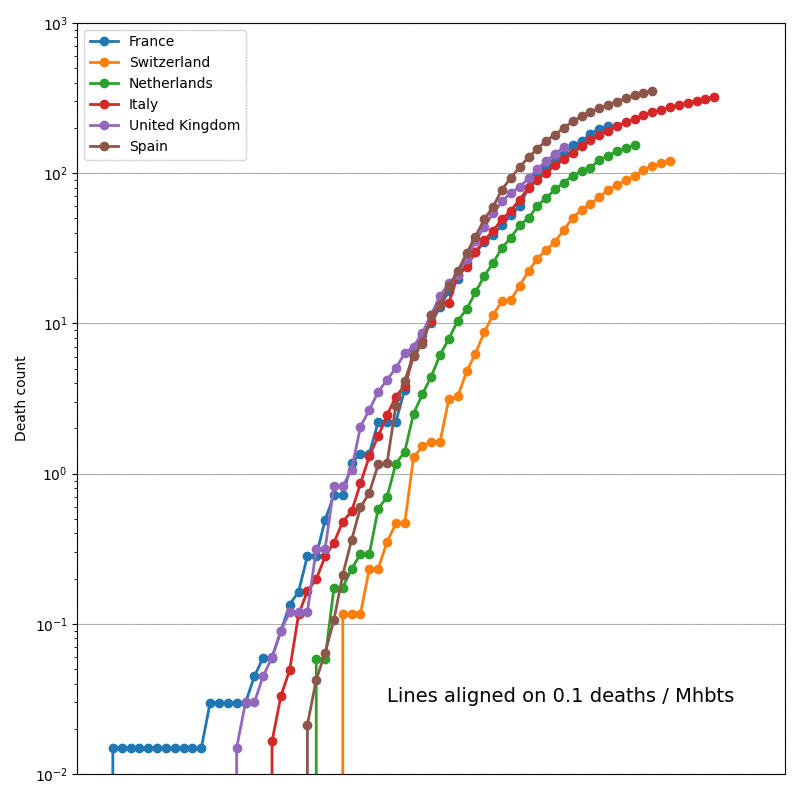 10³
France
Switzerland
Netherlands
Italy
United Kingdom
Spain
10²
10¹
Death count
10⁰
10⁻¹
Lines aligned on 0.1 deaths / Mhbts
10⁻²